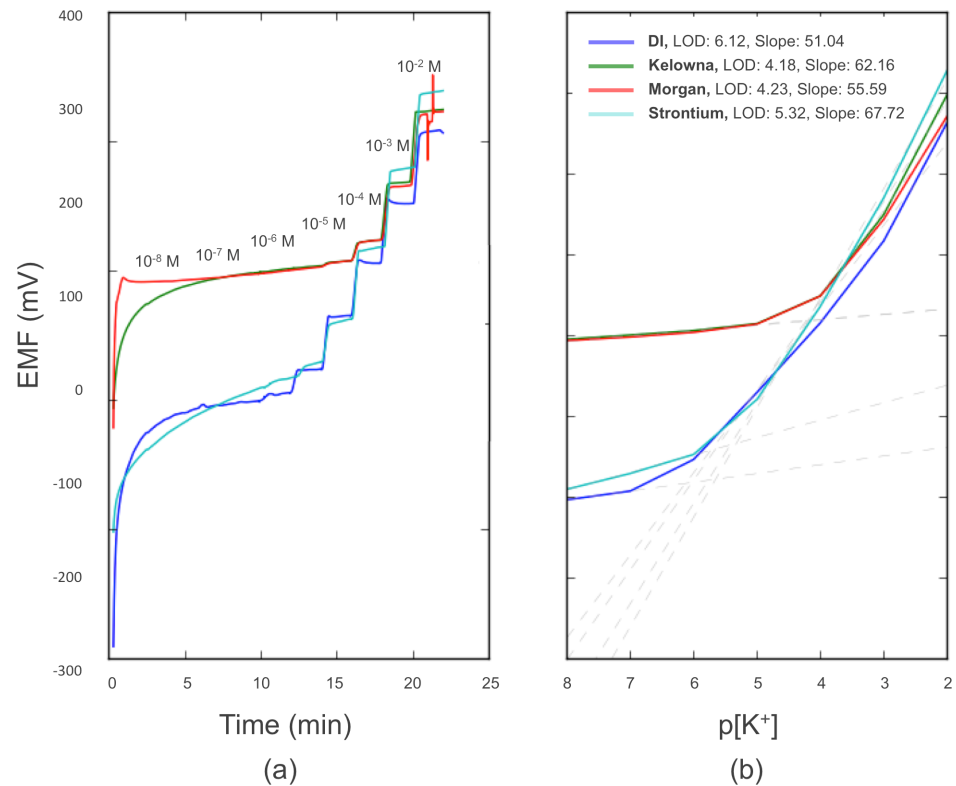 400
300
200
100
0
-100
-200
-300
EMF (mV)
10⁻⁸ M
10⁻⁷ M
10⁻⁶ M
10⁻⁵ M
10⁻⁴ M
10⁻³ M
10⁻² M
0 5 10 15 20 25
Time (min)
(a)
DI, LOD: 6.12, Slope: 51.04
Kelowna, LOD: 4.18, Slope: 62.16
Morgan, LOD: 4.23, Slope: 55.59
Strontium, LOD: 5.32, Slope: 67.72
8 7 6 5 4 3 2
p[K⁺]
(b)